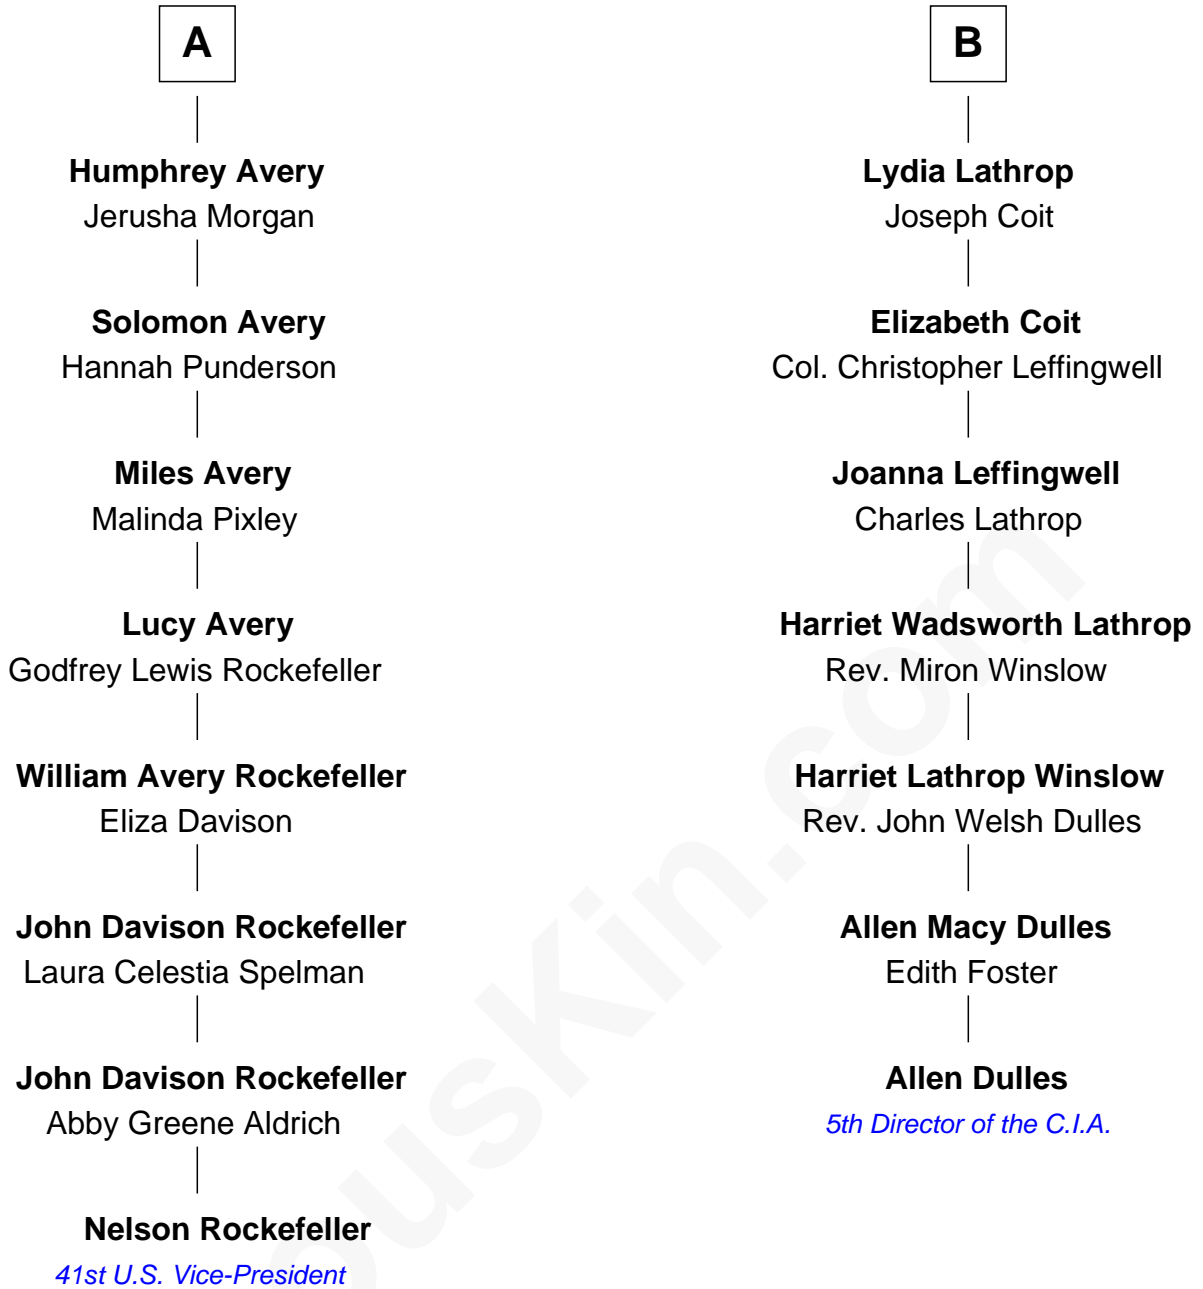 A
Humphrey Avery
Jerusha Morgan
Solomon Avery
Hannah Punderson
Miles Avery
Malinda Pixley
Lucy Avery
Godfrey Lewis Rockefeller
William Avery Rockefeller
Eliza Davison
John Davison Rockefeller
Laura Celestia Spelman
John Davison Rockefeller
Abby Greene Aldrich
Nelson Rockefeller
41st U.S. Vice-President
B
Lydia Lathrop
Joseph Coit
Elizabeth Coit
Col. Christopher Leffingwell
Joanna Leffingwell
Charles Lathrop
Harriet Wadsworth Lathrop
Rev. Miron Winslow
Harriet Lathrop Winslow
Rev. John Welsh Dulles
Allen Macy Dulles
Edith Foster
Allen Dulles
5th Director of the C.I.A.
ousKin.com